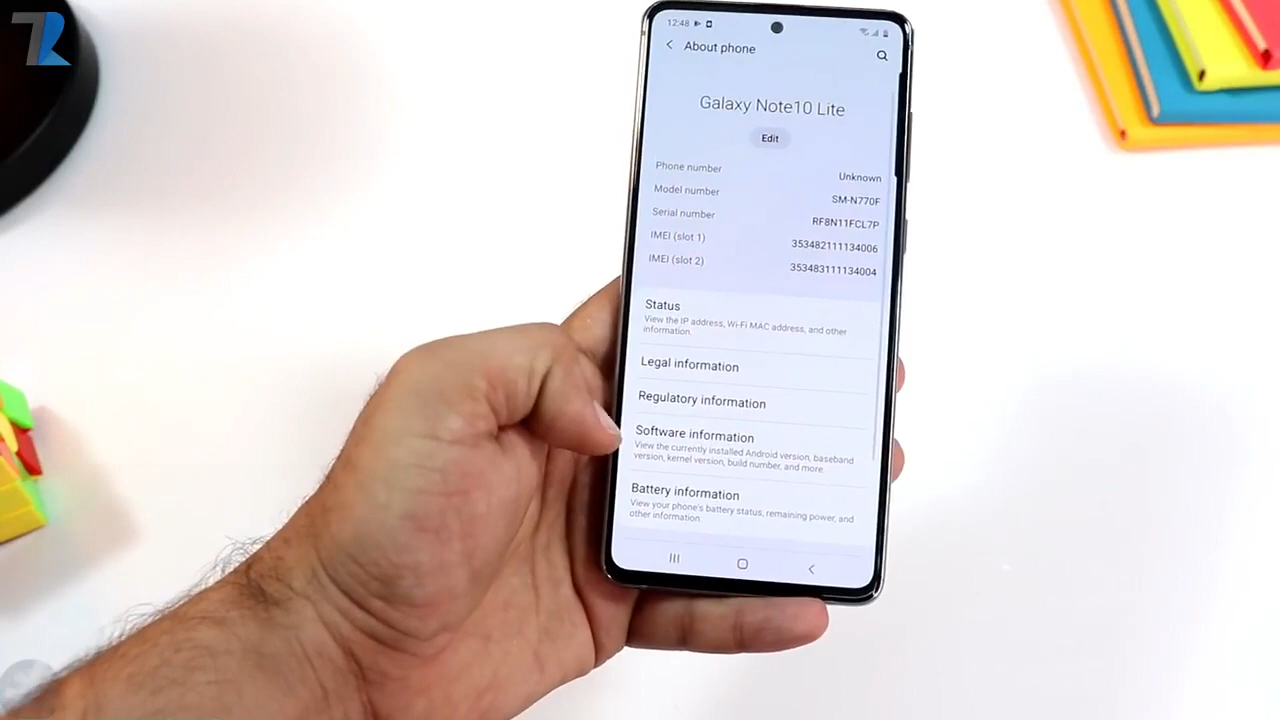 TR
12:48
About phone
Galaxy Note10 Lite
Edit
Phone number Unknown
Model number SM-N770F
Serial number RF8N11FCL7P
IMEI (slot 1) 353482111134006
IMEI (slot 2) 353483111134004
Status
View the IP address, Wi-Fi MAC address, and other
information.
Legal information
Regulatory information
Software information
View the currently installed Android version, baseband
version, kernel version, build number, and more.
Battery information
View your phone's battery status, remaining power, and
other information.